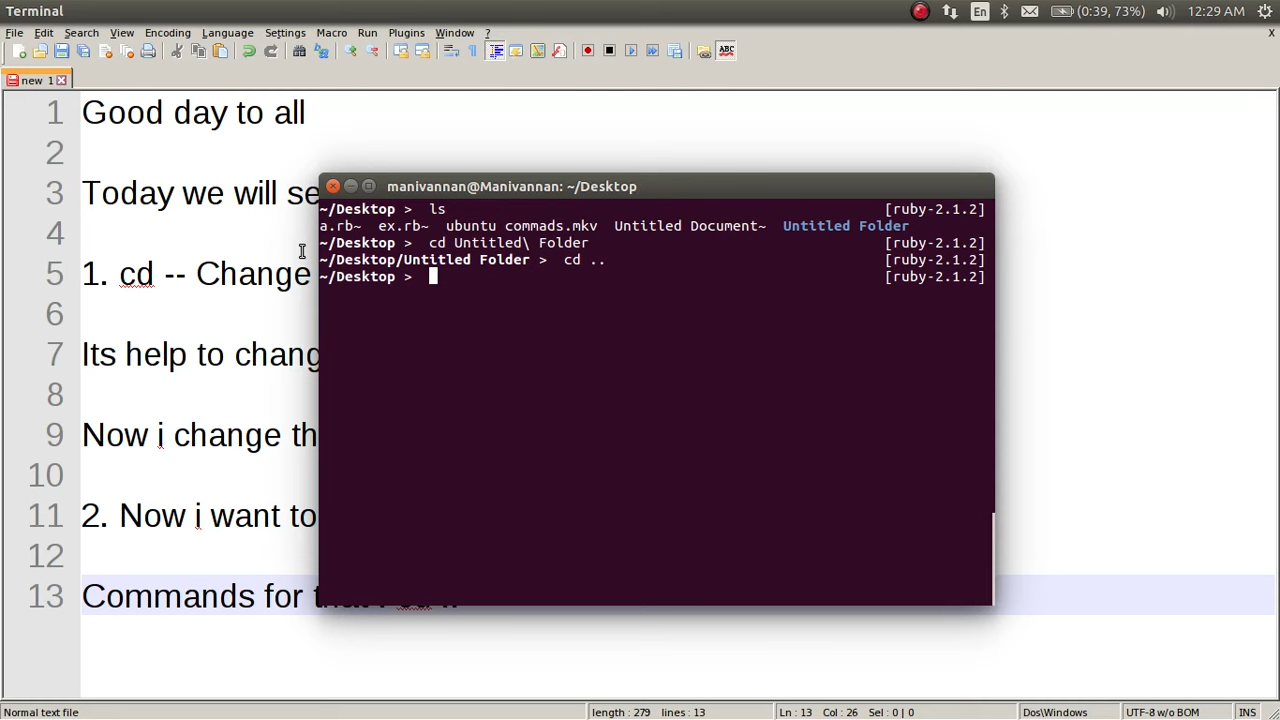 Terminal
En
(0:39, 73%)
12:29 AM
File Edit Search View Encoding Language Settings Macro Run Plugins Window ?
X
ABC
new 1
1 Good day to all
2
3 Today we will
4
5 1. cd -- Change
6
7 Its help to
8
9 Now i change
10
11 2. Now i want to
12
13 Commands for
manivannan@Manivannan: ~/Desktop
~/Desktop > ls [ruby-2.1.2]
a.rb~ ex.rb~ ubuntu commads.mkv Untitled Document~ Untitled Folder
~/Desktop > cd Untitled\ Folder [ruby-2.1.2]
~/Desktop/Untitled Folder > cd .. [ruby-2.1.2]
~/Desktop > [ruby-2.1.2]
Normal text file
length : 279 lines : 13
Ln : 13 Col : 26 Sel : 0 | 0
Dos\Windows
UTF-8 w/o BOM
INS